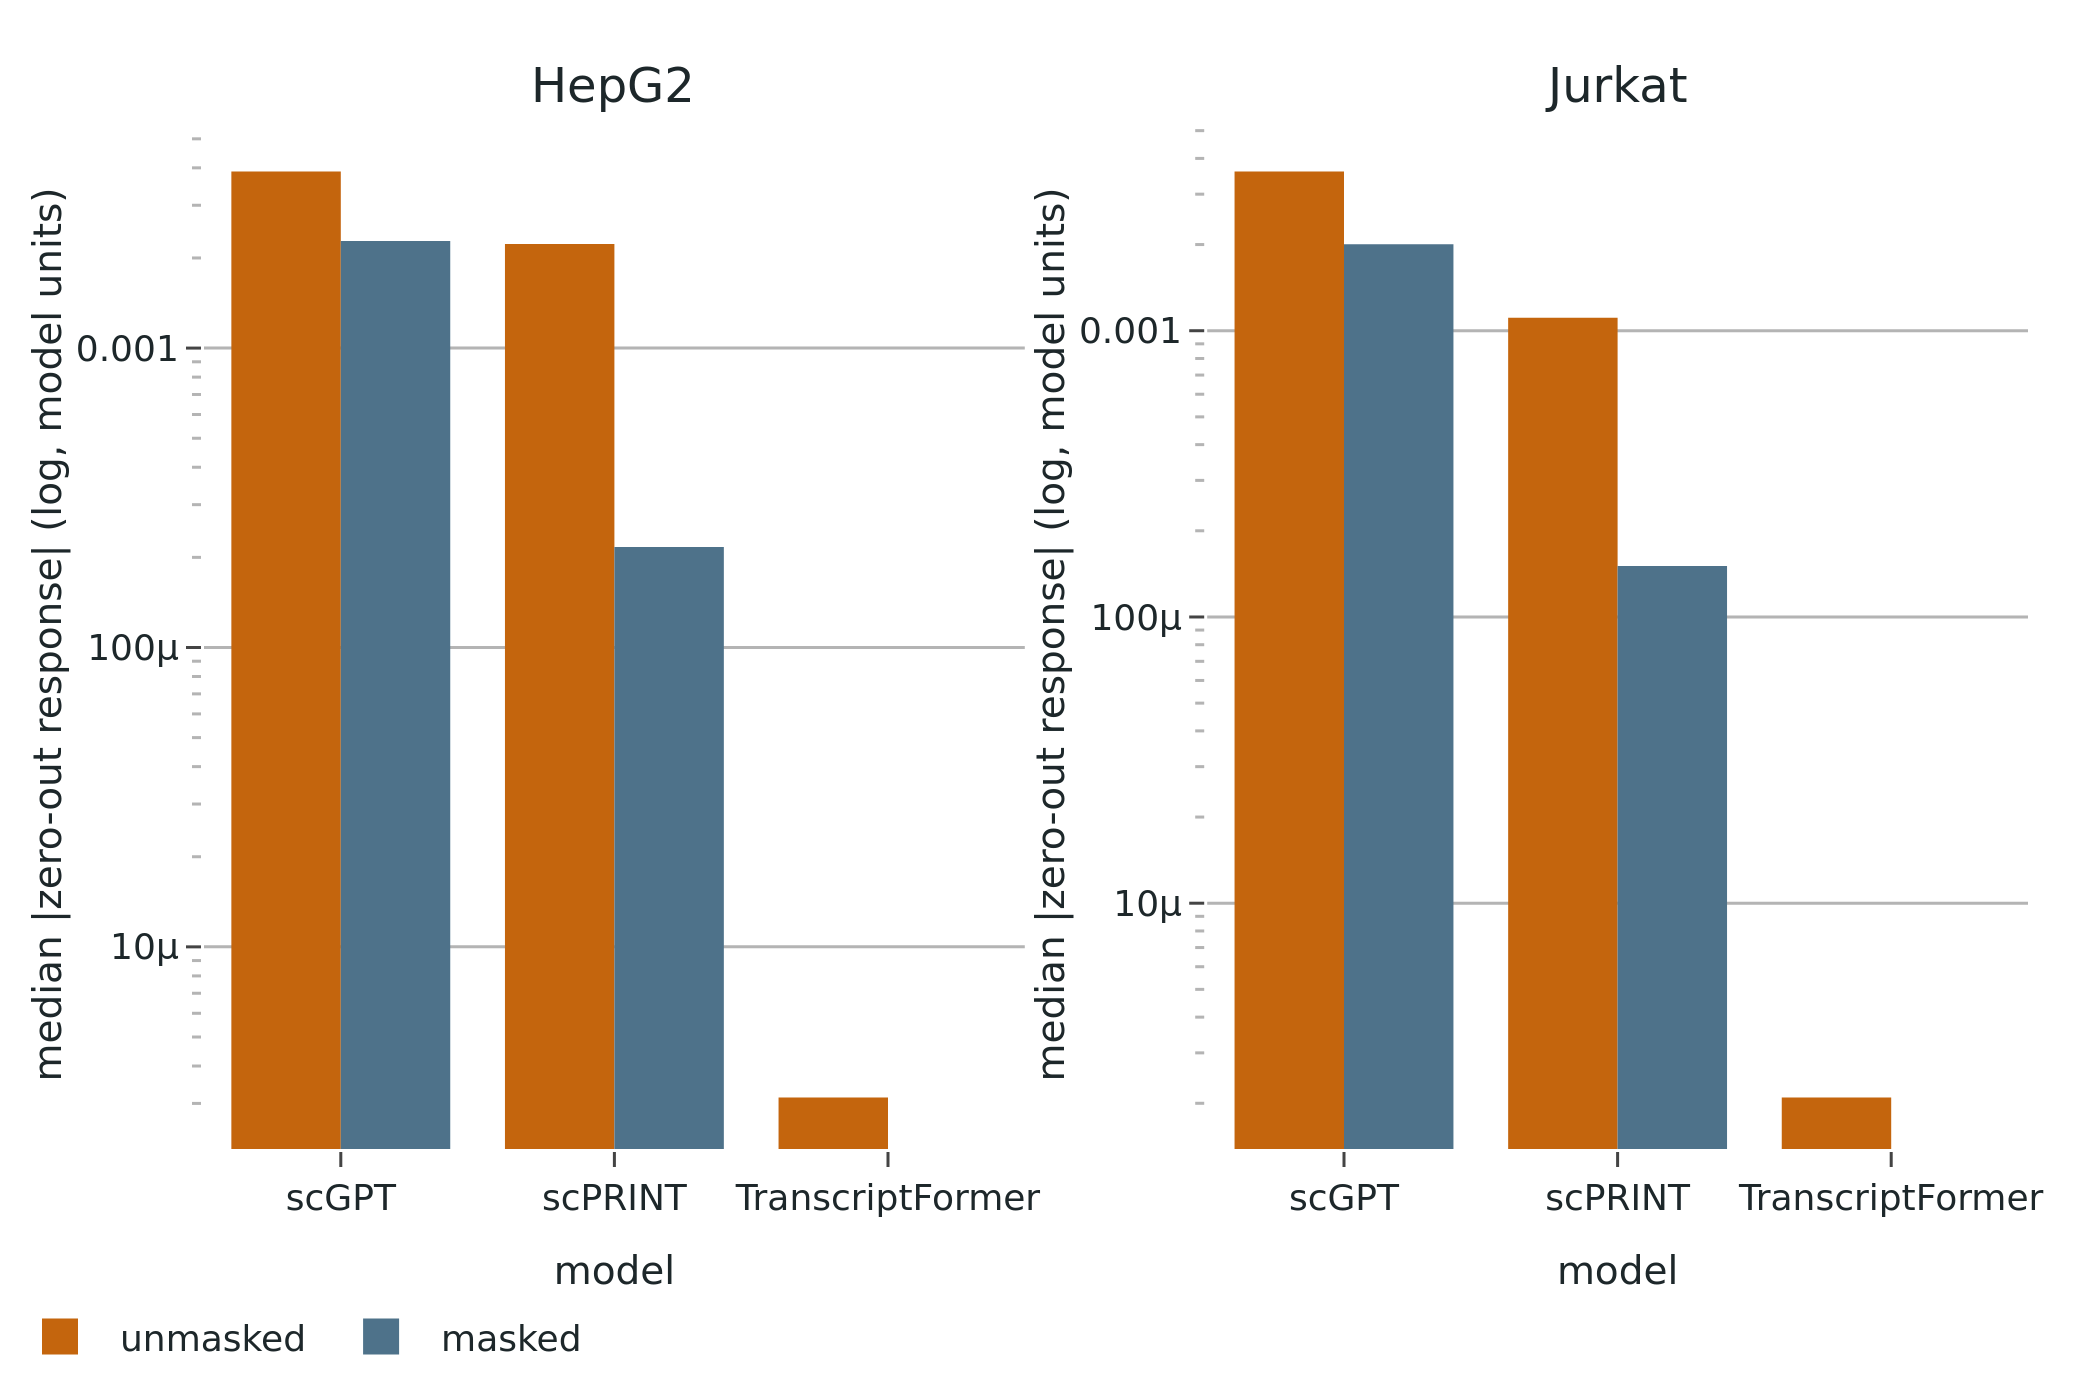 HepG2
median |zero-out response| (log, model units)
0.001
100μ
10μ
scGPT
scPRINT
TranscriptFormer
model
Jurkat
median |zero-out response| (log, model units)
0.001
100μ
10μ
scGPT
scPRINT
TranscriptFormer
model
unmasked
masked